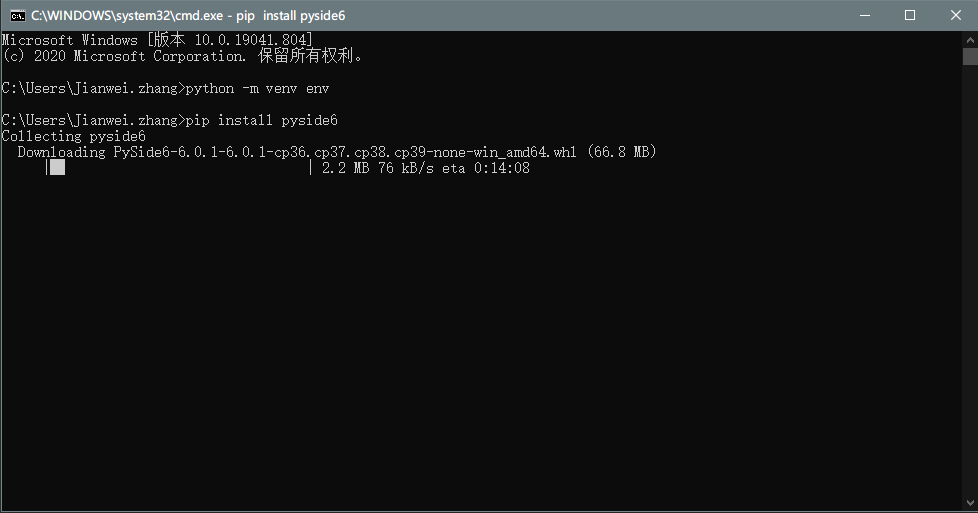 C:\WINDOWS\system32\cmd.exe - pip  install pyside6
Microsoft Windows [版本 10.0.19041.804]
(c) 2020 Microsoft Corporation. 保留所有权利。
C:\Users\Jianwei.zhang>python -m venv env
C:\Users\Jianwei.zhang>pip install pyside6
Collecting pyside6
  Downloading PySide6-6.0.1-6.0.1-cp36.cp37.cp38.cp39-none-win_amd64.whl (66.8 MB)
     |█                               | 2.2 MB 76 kB/s eta 0:14:08